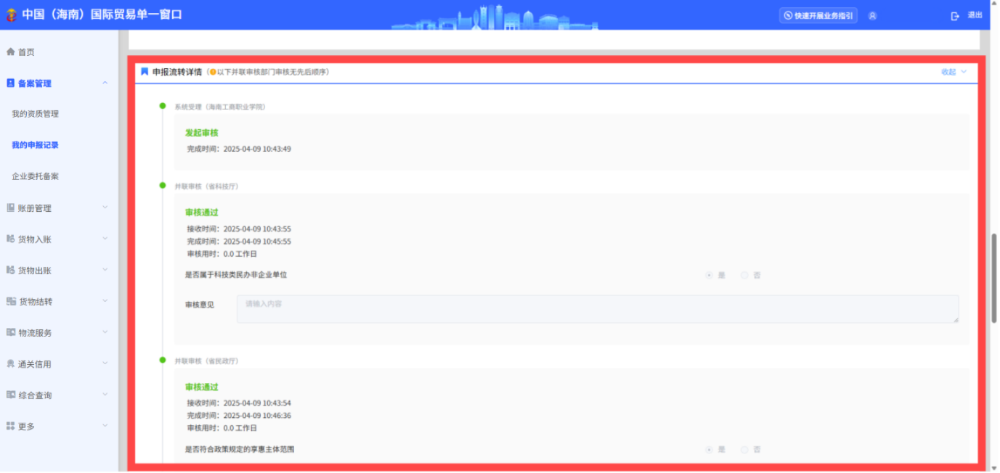 中国（海南）国际贸易单一窗口
快速开展业务指引
退出
首页
备案管理
我的资质管理
我的申报记录
企业委托备案
账册管理
货物入账
货物出账
货物结转
物流服务
通关信用
综合查询
更多
申报流转详情（以下并联审核部门审核无先后顺序）
收起
系统受理（海南工商职业学院）
发起审核
完成时间：2025-04-09 10:43:49
并联审核（省科技厅）
审核通过
接收时间：2025-04-09 10:43:55
完成时间：2025-04-09 10:45:55
审核用时：0.0 工作日
是否属于科技类民办非企业单位 是 否
审核意见 请输入内容
并联审核（省民政厅）
审核通过
接收时间：2025-04-09 10:43:54
完成时间：2025-04-09 10:46:36
审核用时：0.0 工作日
是否符合政策规定的享惠主体范围 是 否